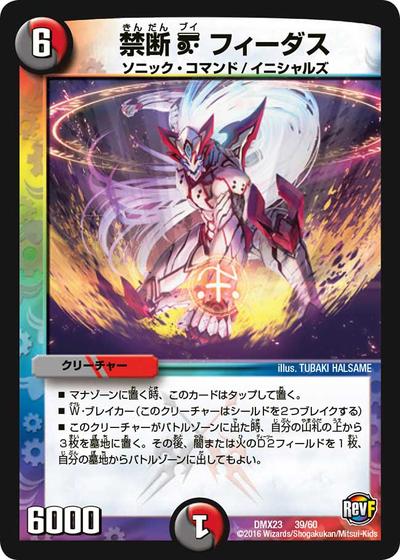 6
きんだん ブイ
禁断 フィーダス
ソニック・コマンド / イニシャルズ
illus. TUBAKI HALSAME
クリーチャー
■ マナゾーンに置く時、このカードはタップして置く。
■ W・ブレイカー(このクリーチャーはシールドを2つブレイクする)
■ このクリーチャーがバトルゾーンに出た時、自分の山札の上から
3枚を墓地に置く。その後、闇または火のD2フィールドを1枚、
自分の墓地からバトルゾーンに出してもよい。
RevF
6000
1
DMX23 39/60
©2016 Wizards/Shogakukan/Mitsui-Kids